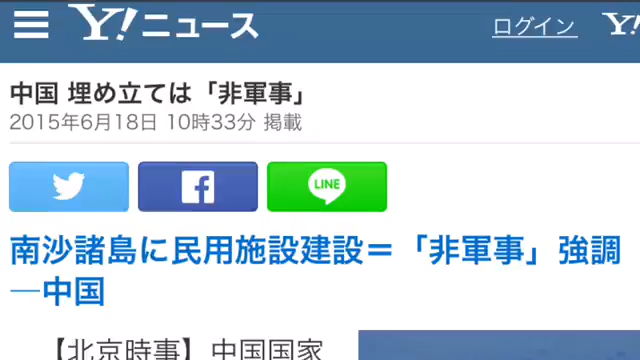 Y!ニュース
ログイン
Y!
中国 埋め立ては「非軍事」
2015年6月18日 10時33分 掲載
LINE
南沙諸島に民用施設建設＝「非軍事」強調
―中国
【北京時事】中国国家